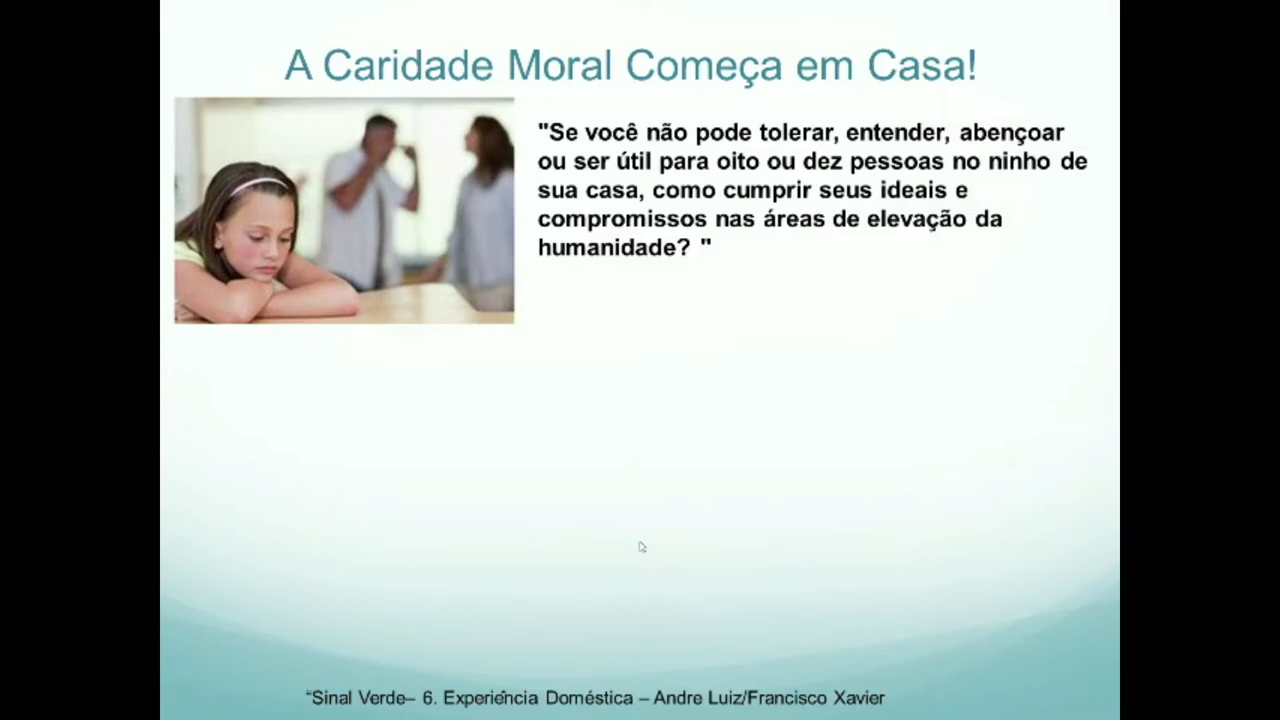 A Caridade Moral Começa em Casa!
"Se você não pode tolerar, entender, abençoar
ou ser útil para oito ou dez pessoas no ninho de
sua casa, como cumprir seus ideais e
compromissos nas áreas de elevação da
humanidade? "
“Sinal Verde– 6. Experiência Doméstica – Andre Luiz/Francisco Xavier